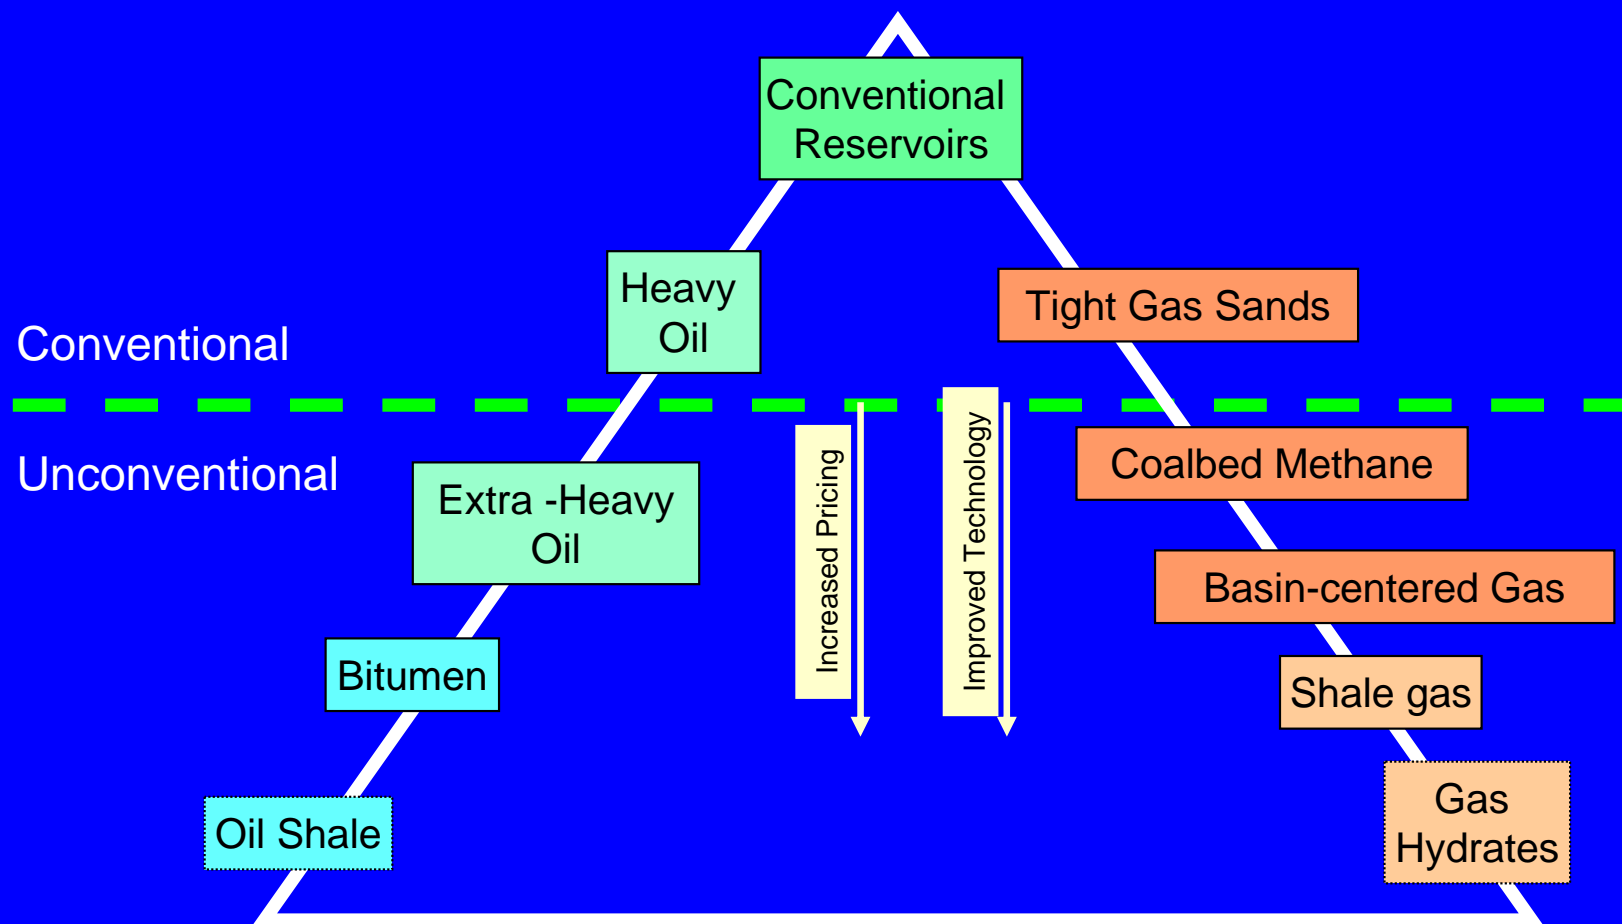 Conventional
Reservoirs
Heavy
Oil
Tight Gas Sands
Conventional
Unconventional
Extra -Heavy
Oil
Increased Pricing
Improved Technology
Coalbed Methane
Basin-centered Gas
Bitumen
Shale gas
Oil Shale
Gas
Hydrates